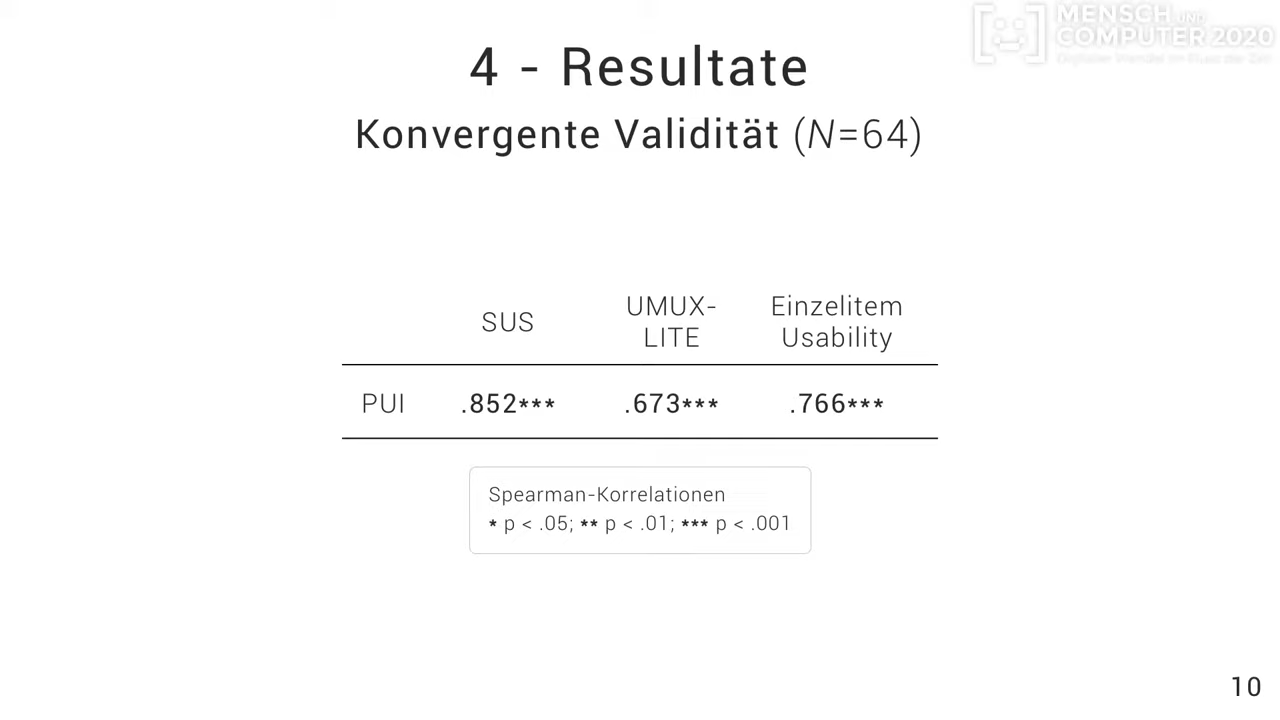 MENSCH UND
COMPUTER 2020
4 - Resultate
Konvergente Validität (N=64)
SUS
UMUX-
LITE
Einzelitem
Usability
PUI .852*** .673*** .766***
Spearman-Korrelationen
* p < .05; ** p < .01; *** p < .001
10